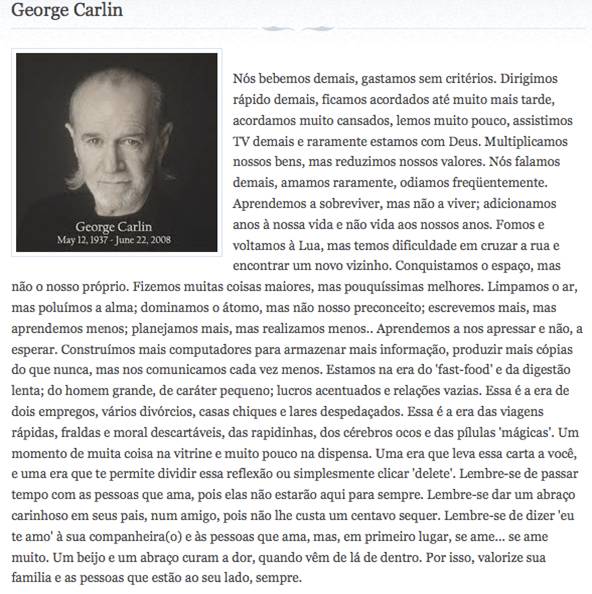 George Carlin
George Carlin
May 12, 1937 - June 22, 2008
Nós bebemos demais, gastamos sem critérios. Dirigimos
rápido demais, ficamos acordados até muito mais tarde,
acordamos muito cansados, lemos muito pouco, assistimos
TV demais e raramente estamos com Deus. Multiplicamos
nossos bens, mas reduzimos nossos valores. Nós falamos
demais, amamos raramente, odiamos freqüentemente.
Aprendemos a sobreviver, mas não a viver; adicionamos
anos à nossa vida e não vida aos nossos anos. Fomos e
voltamos à Lua, mas temos dificuldade em cruzar a rua e
encontrar um novo vizinho. Conquistamos o espaço, mas
não o nosso próprio. Fizemos muitas coisas maiores, mas pouquíssimas melhores. Limpamos o ar,
mas poluímos a alma; dominamos o átomo, mas não nosso preconceito; escrevemos mais, mas
aprendemos menos; planejamos mais, mas realizamos menos.. Aprendemos a nos apressar e não, a
esperar. Construímos mais computadores para armazenar mais informação, produzir mais cópias
do que nunca, mas nos comunicamos cada vez menos. Estamos na era do 'fast-food' e da digestão
lenta; do homem grande, de caráter pequeno; lucros acentuados e relações vazias. Essa é a era de
dois empregos, vários divórcios, casas chiques e lares despedaçados. Essa é a era das viagens
rápidas, fraldas e moral descartáveis, das rapidinhas, dos cérebros ocos e das pílulas 'mágicas'. Um
momento de muita coisa na vitrine e muito pouco na dispensa. Uma era que leva essa carta a você,
e uma era que te permite dividir essa reflexão ou simplesmente clicar 'delete'. Lembre-se de passar
tempo com as pessoas que ama, pois elas não estarão aqui para sempre. Lembre-se dar um abraço
carinhoso em seus pais, num amigo, pois não lhe custa um centavo sequer. Lembre-se de dizer 'eu
te amo' à sua companheira(o) e às pessoas que ama, mas, em primeiro lugar, se ame... se ame
muito. Um beijo e um abraço curam a dor, quando vêm de lá de dentro. Por isso, valorize sua
familia e as pessoas que estão ao seu lado, sempre.